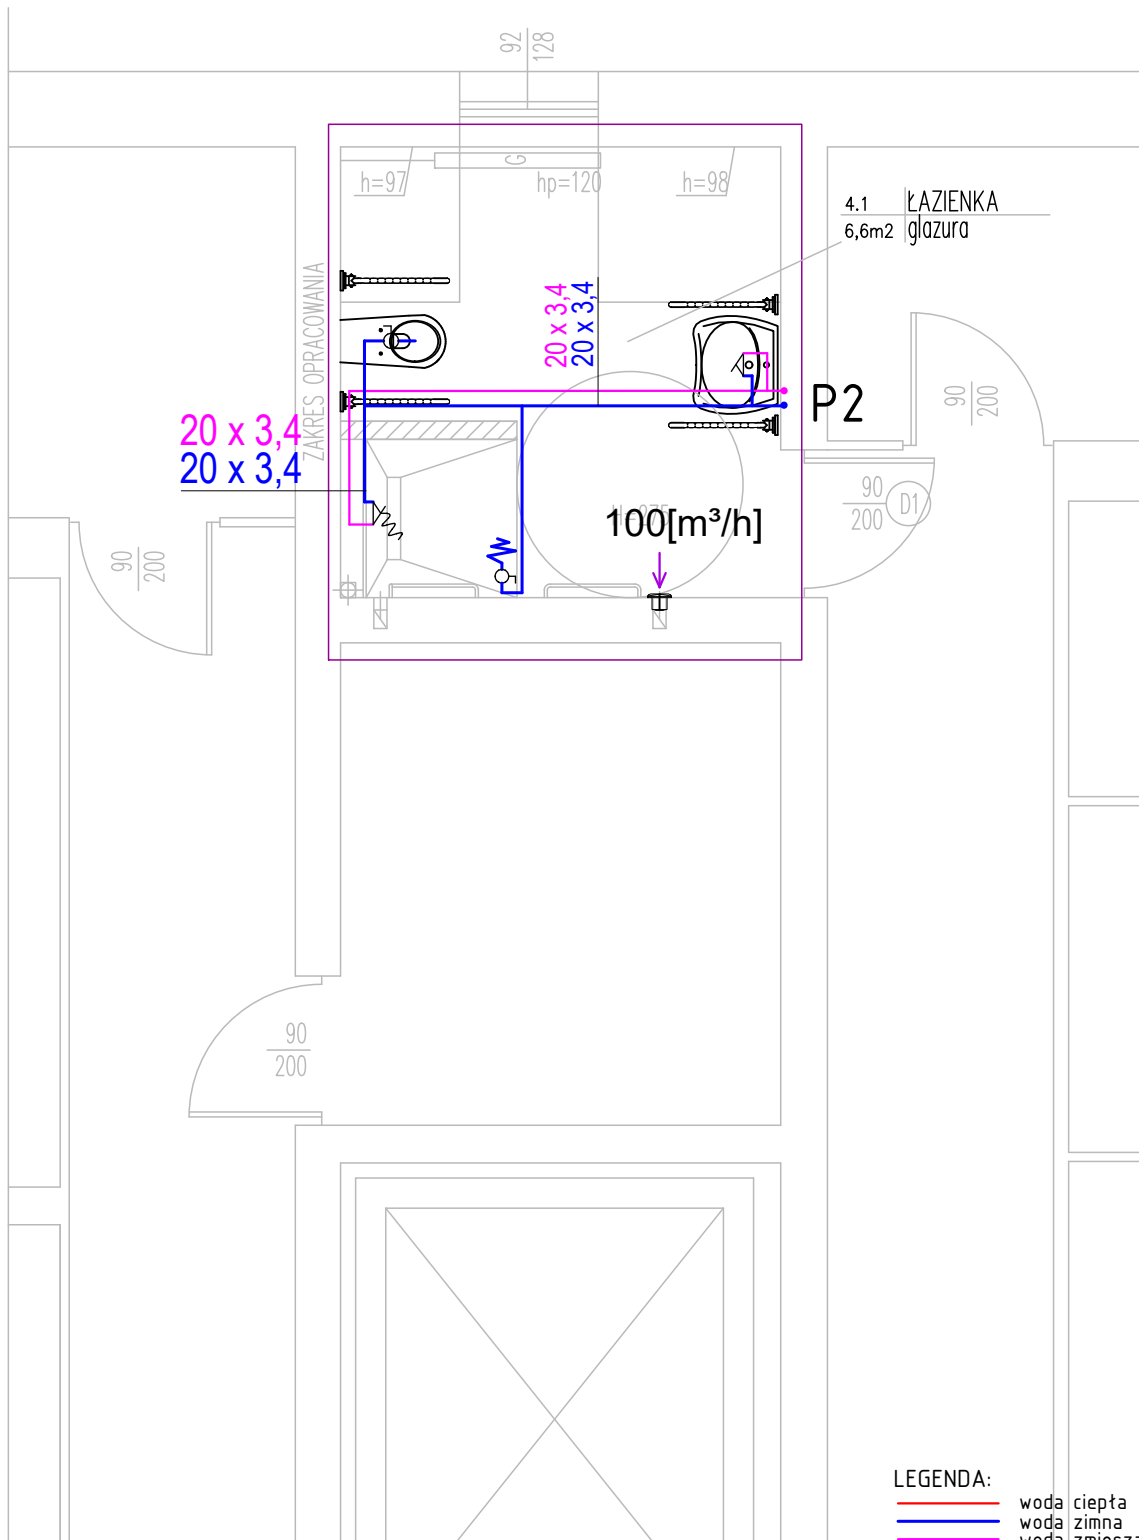 92
128
h=97
G
hp=120
h=98
4.1 ŁAZIENKA
6,6m2 glazura
ZAKRES OPRACOWANIA
20 x 3,4
20 x 3,4
P2
90
200
20 x 3,4
20 x 3,4
90
200
D1
H=275
100[m³/h]
90
200
90
200
LEGENDA:
woda ciepła
woda zimna